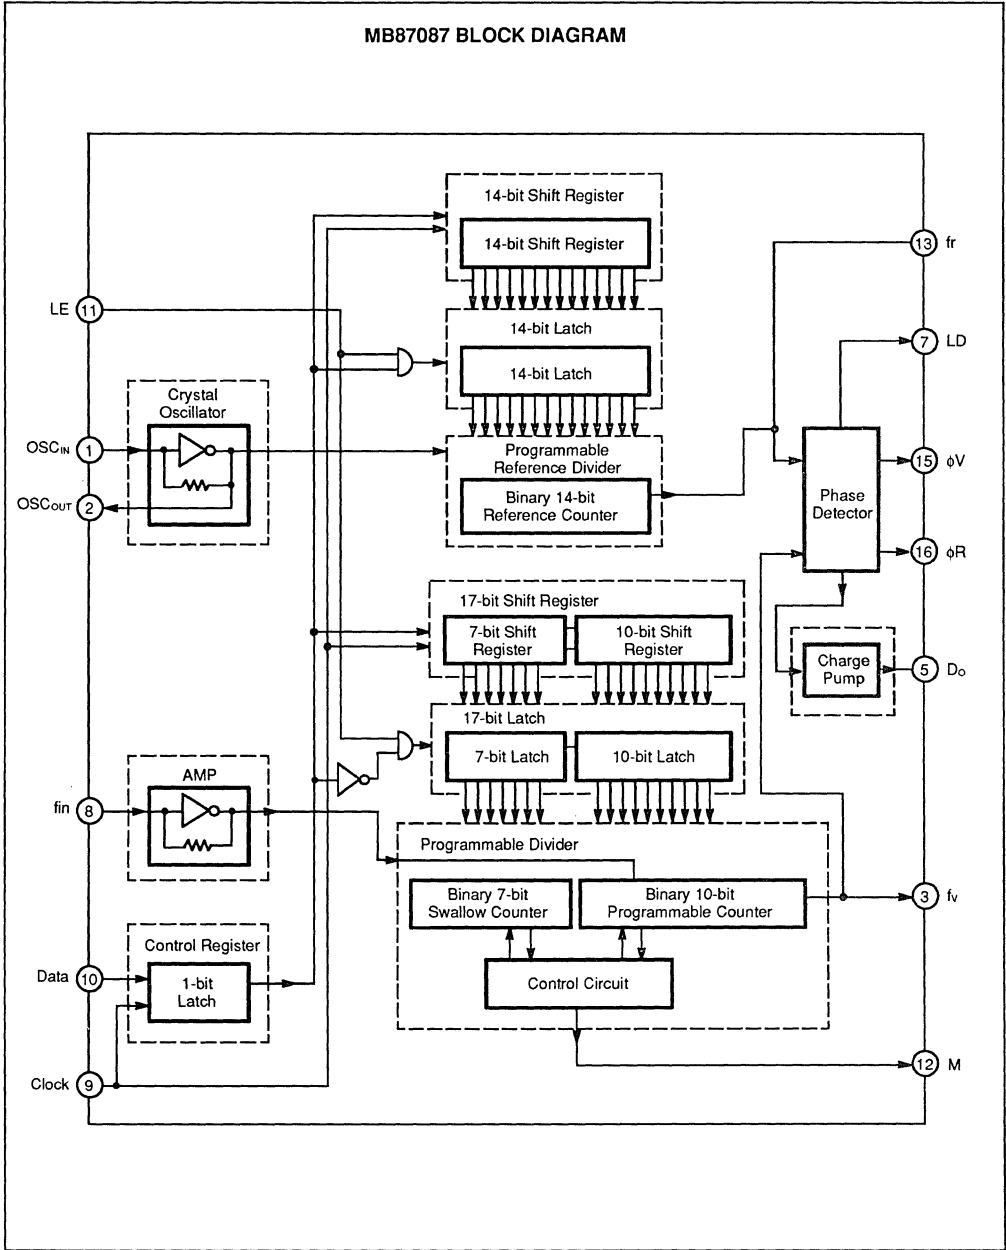 MB87087 BLOCK DIAGRAM
14-bit Shift Register
14-bit Shift Register
13 fr
LE 11
14-bit Latch
7 LD
14-bit Latch
Crystal
Oscillator
OSCIN 1
Programmable
Reference Divider
15 ϕV
OSCOUT 2
Binary 14-bit
Reference Counter
Phase
Detector
16 ϕR
17-bit Shift Register
7-bit Shift
Register
10-bit Shift
Register
Charge
Pump
5 DO
17-bit Latch
7-bit Latch
10-bit Latch
AMP
fin 8
Programmable Divider
Binary 7-bit
Swallow Counter
Binary 10-bit
Programmable Counter
3 fv
Control Register
Data 10
1-bit
Latch
Control Circuit
12 M
Clock 9